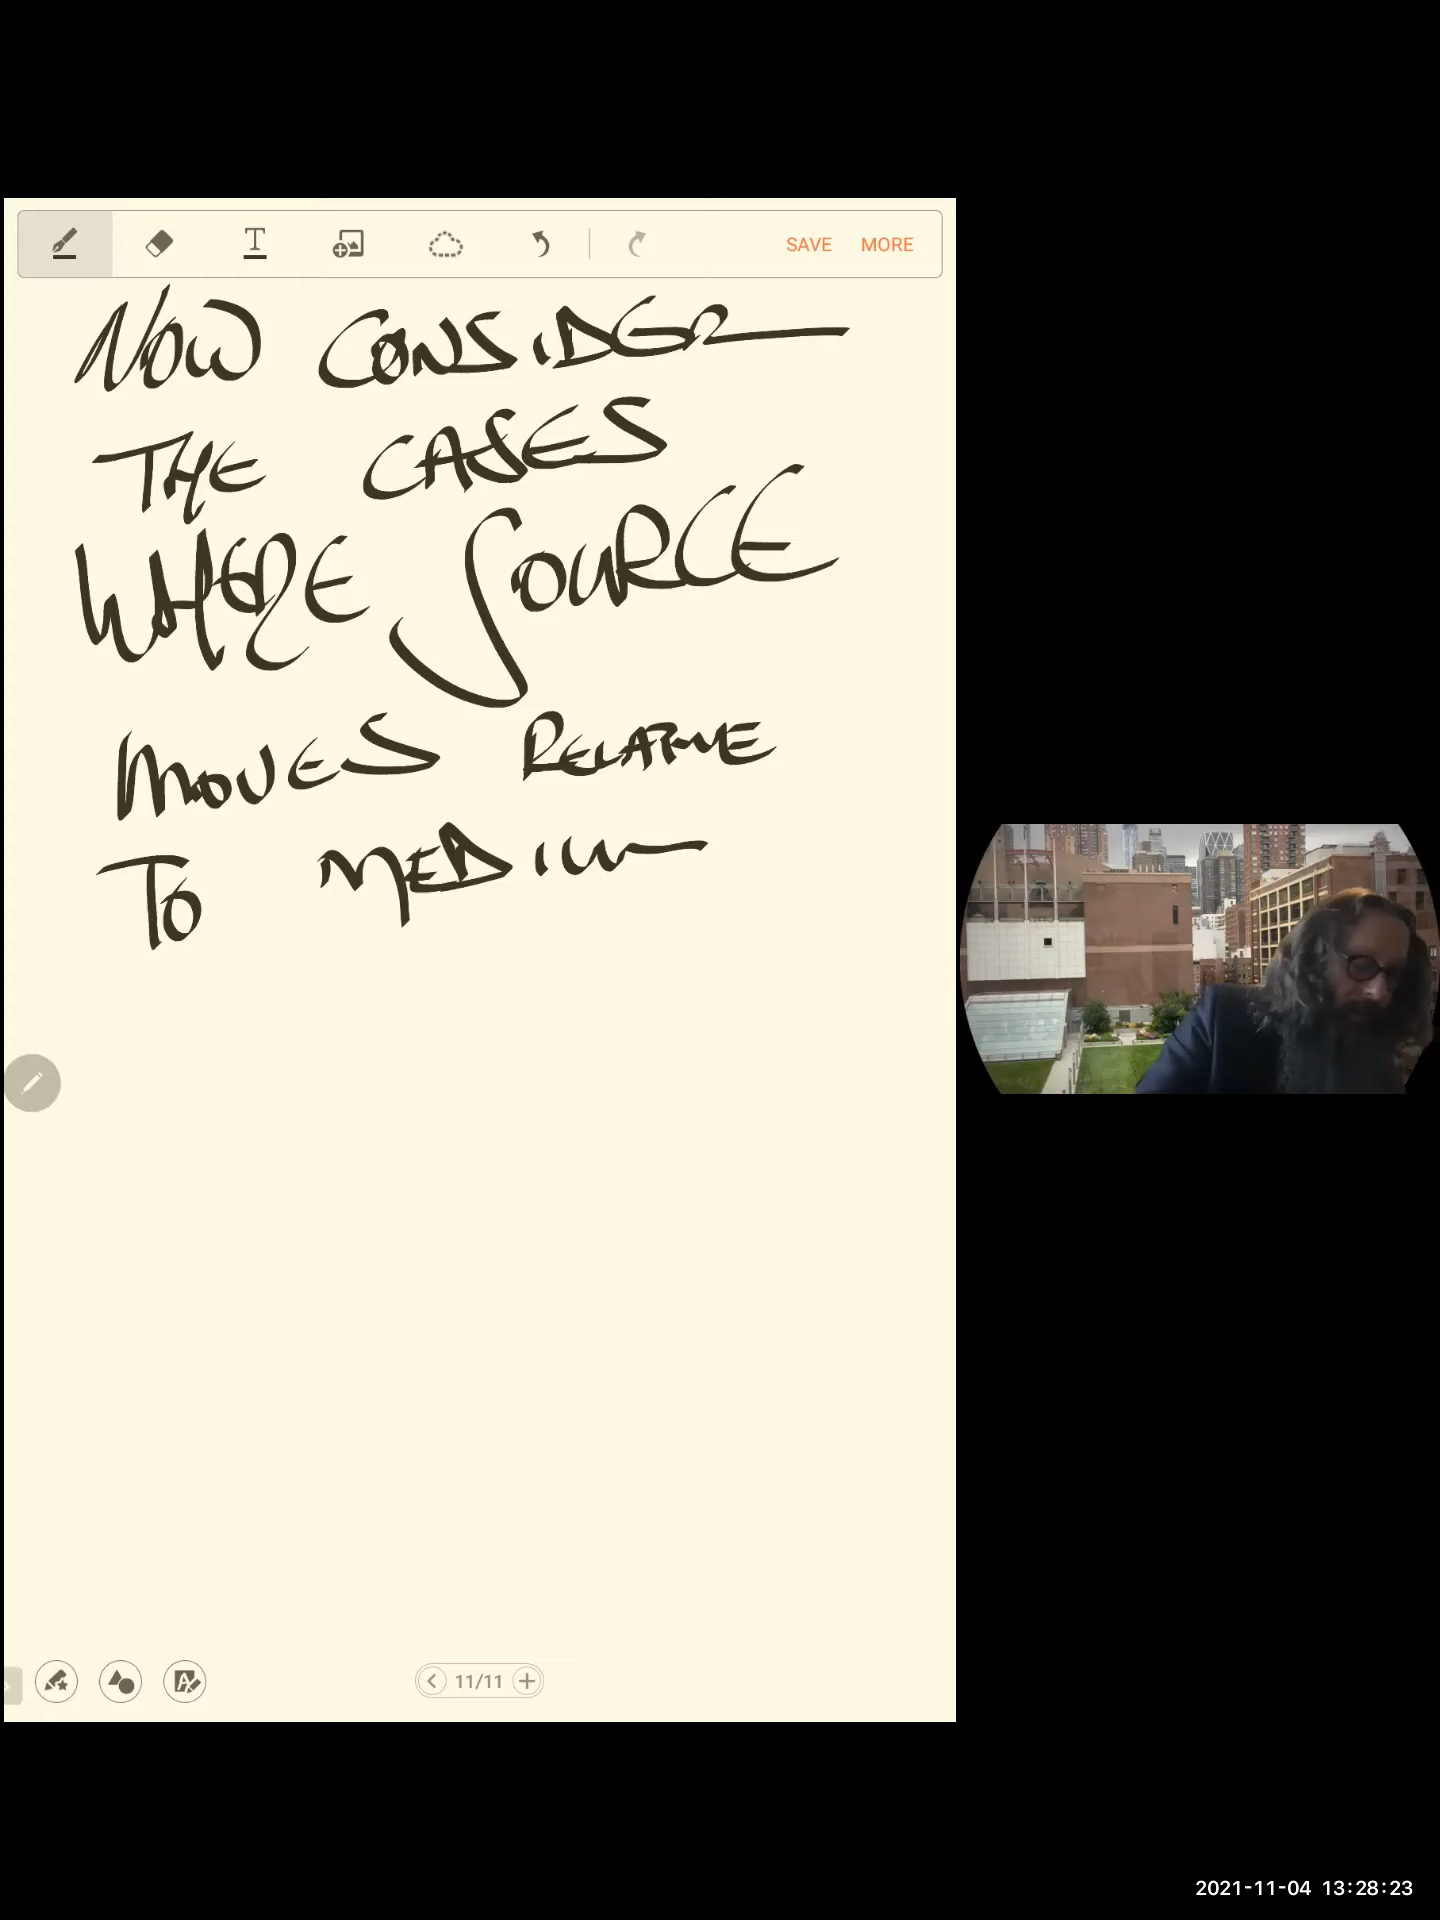 SAVE MORE
NOW CONSIDER
THE CASES
WHERE SOURCE
MOVES RELATIVE
TO MEDIUM
11/11
2021-11-04 13:28:23